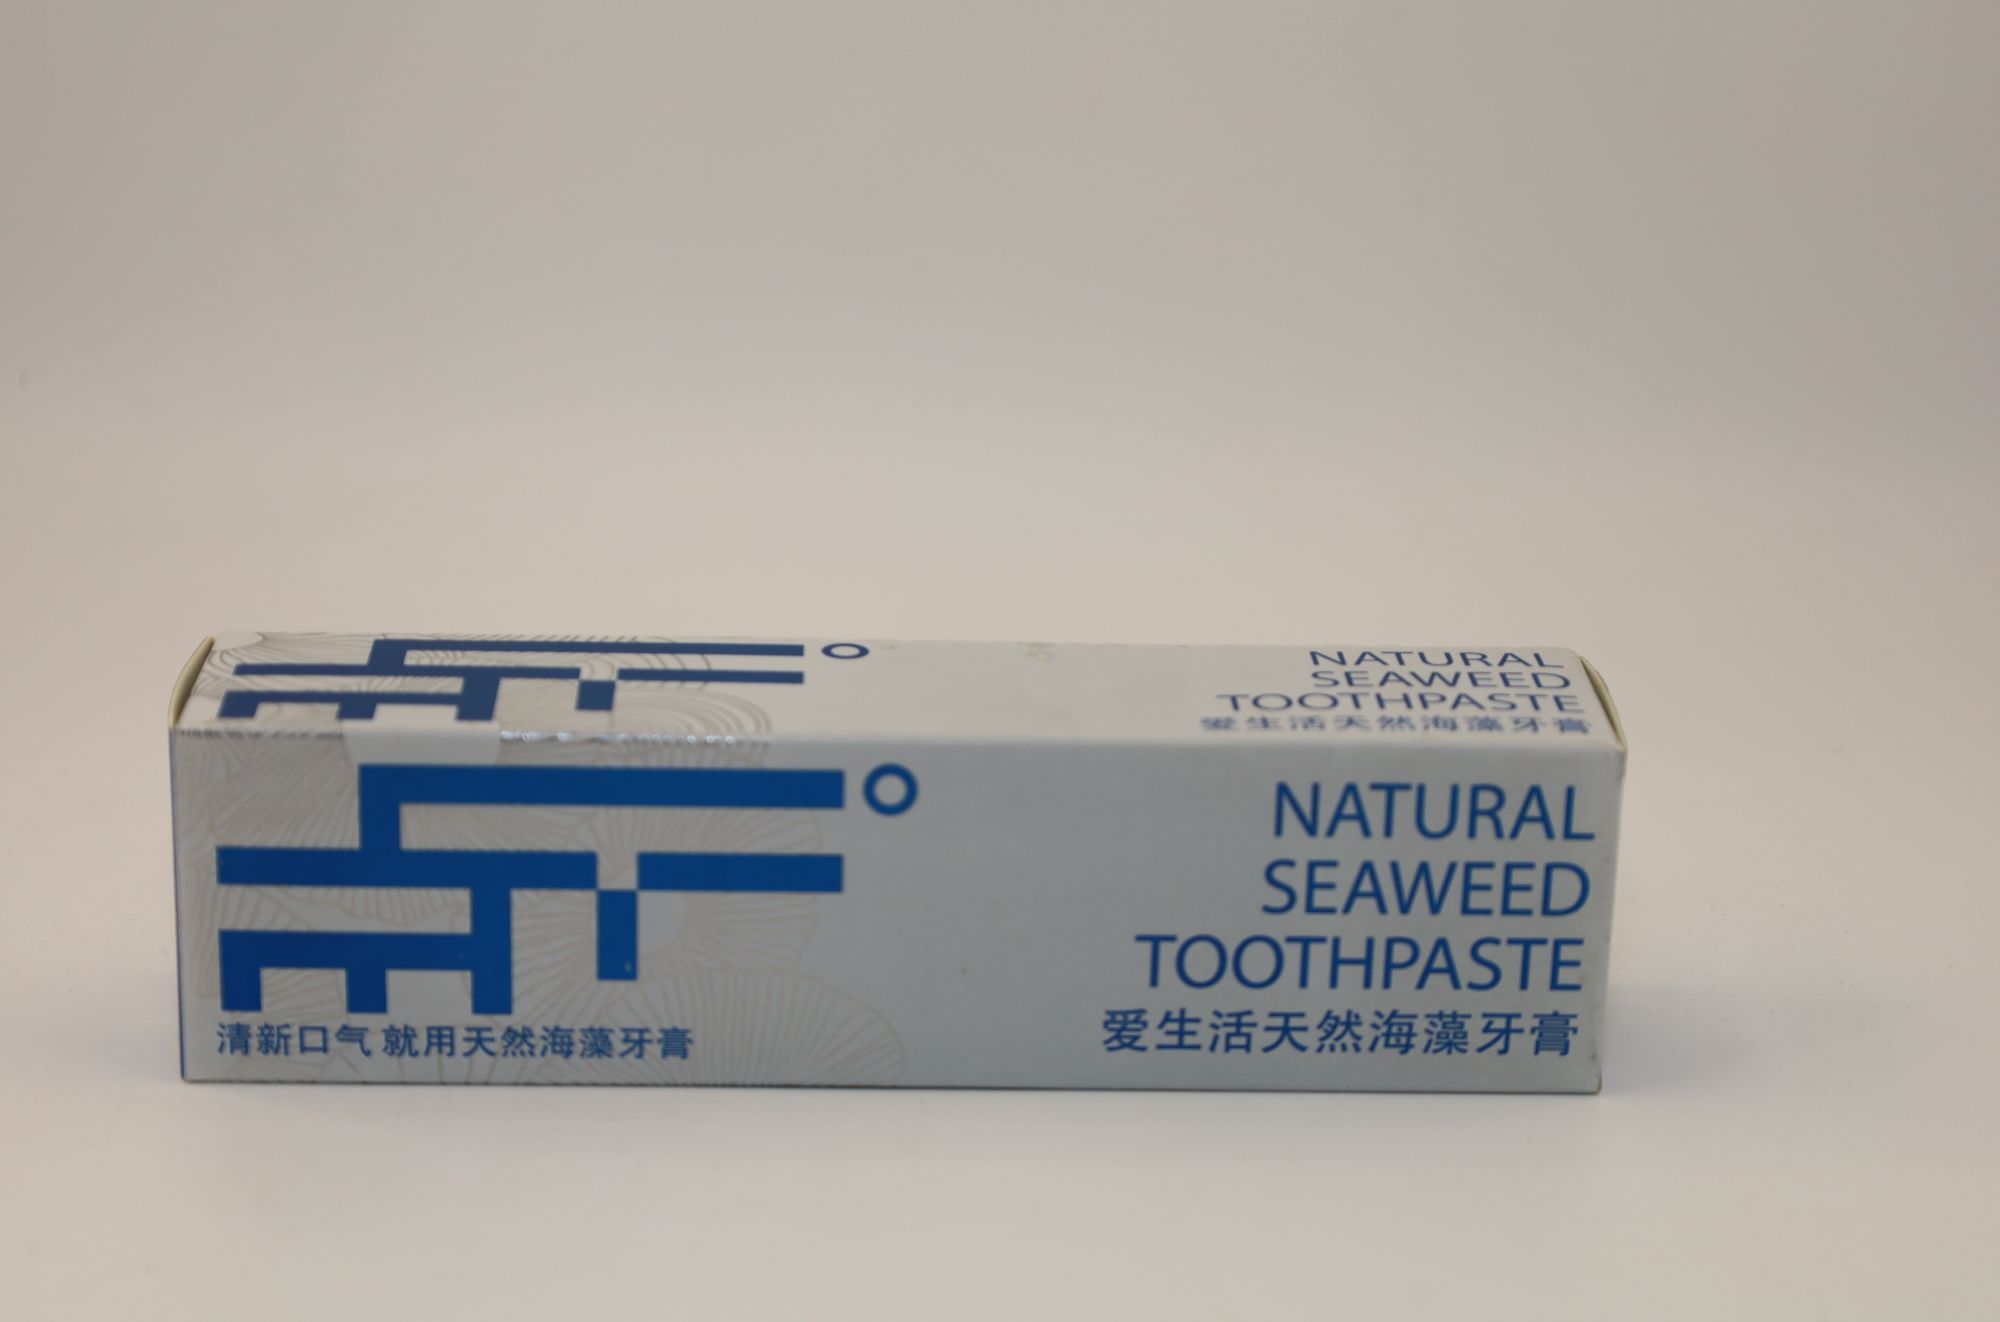 NATURAL
SEAWEED
TOOTHPASTE
爱生活天然海藻牙膏
NATURAL
SEAWEED
TOOTHPASTE
爱生活天然海藻牙膏
清新口气 就用天然海藻牙膏